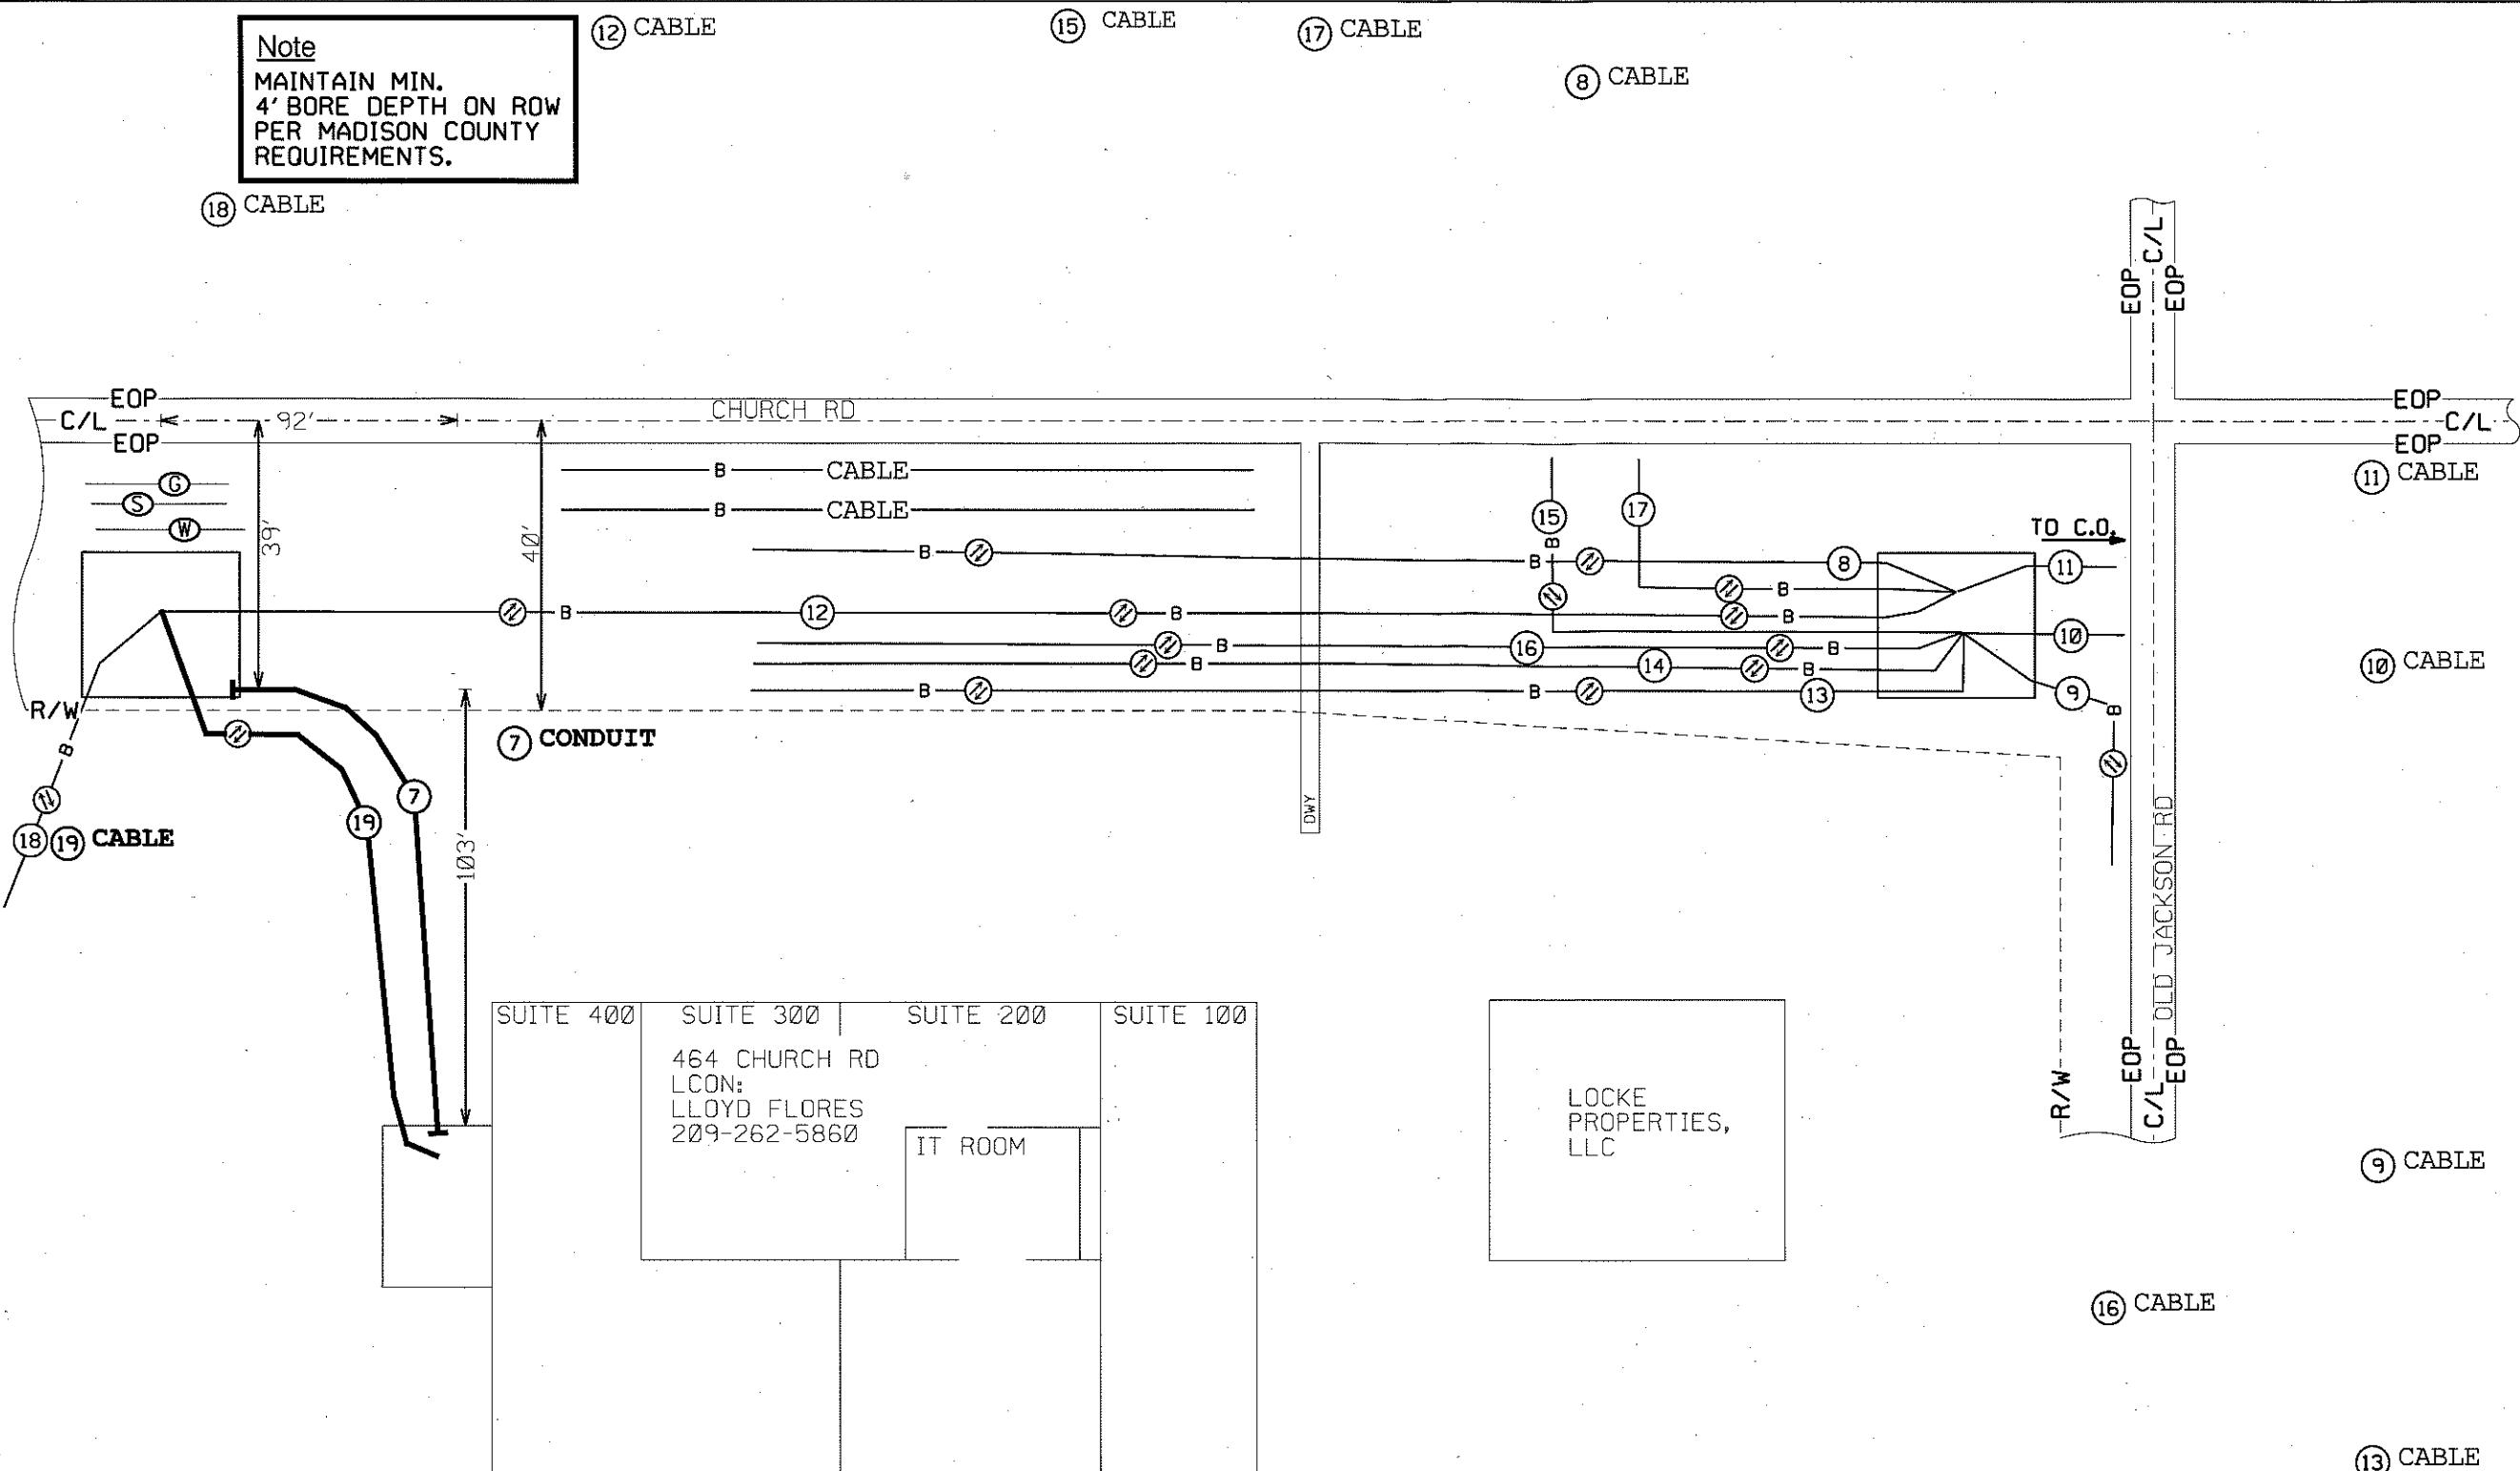 Note
MAINTAIN MIN.
4' BORE DEPTH ON ROW
PER MADISON COUNTY
REQUIREMENTS.
12 CABLE
15 CABLE
17 CABLE
8 CABLE
18 CABLE
C/L
EOP
EOP
EOP
C/L
EOP
92'
CHURCH RD
EOP
C/L
EOP
11 CABLE
G
S
W
39'
40'
B CABLE
B CABLE
15
17
TO C.O.
B
B
B
8
11
B
12
B
B
B
10
B
16
B
B
14
B
10 CABLE
B
B
13
9
B
R/W
7 CONDUIT
B
7
19
18 19 CABLE
103'
DWY
OLD JACKSON RD
SUITE 400
SUITE 300
SUITE 200
SUITE 100
464 CHURCH RD
LCON:
LLOYD FLORES
209-262-5860
IT ROOM
LOCKE
PROPERTIES,
LLC
R/W
EOP
C/L
EOP
9 CABLE
16 CABLE
13 CABLE